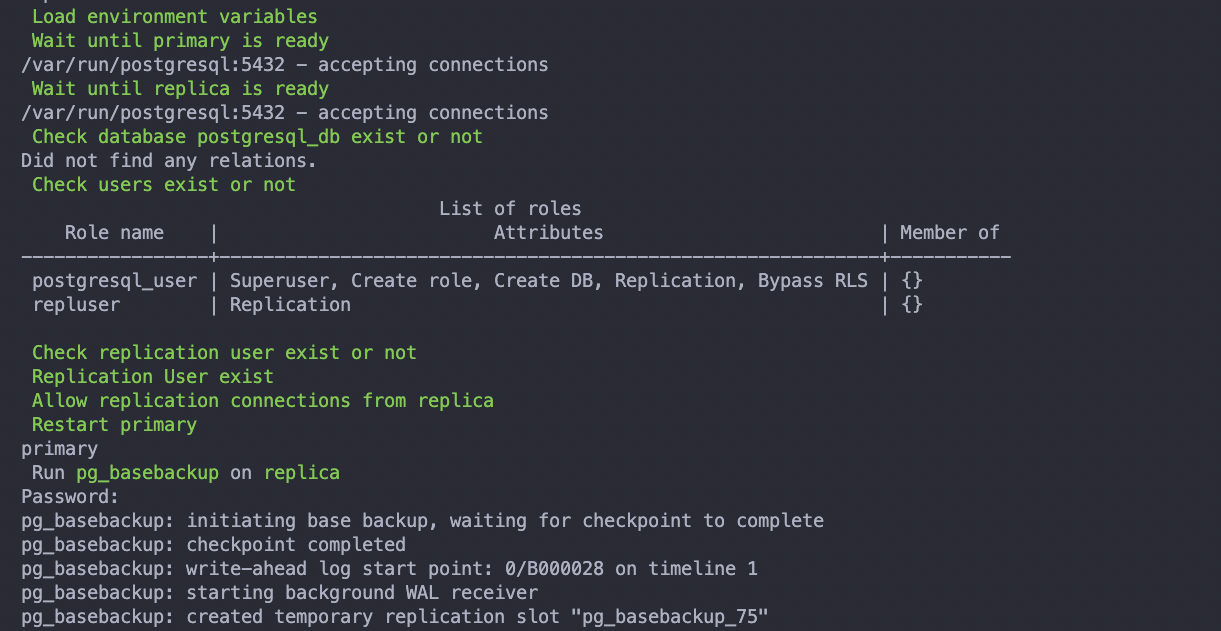 Load environment variables
Wait until primary is ready
/var/run/postgresql:5432 - accepting connections
Wait until replica is ready
/var/run/postgresql:5432 - accepting connections
Check database postgresql_db exist or not
Did not find any relations.
Check users exist or not
List of roles
Role name | Attributes | Member of
-----------------+------------------------------------------------------------+-----------
postgresql_user | Superuser, Create role, Create DB, Replication, Bypass RLS | {}
repluser | Replication | {}
Check replication user exist or not
Replication User exist
Allow replication connections from replica
Restart primary
primary
Run pg_basebackup on replica
Password:
pg_basebackup: initiating base backup, waiting for checkpoint to complete
pg_basebackup: checkpoint completed
pg_basebackup: write-ahead log start point: 0/B000028 on timeline 1
pg_basebackup: starting background WAL receiver
pg_basebackup: created temporary replication slot "pg_basebackup_75"